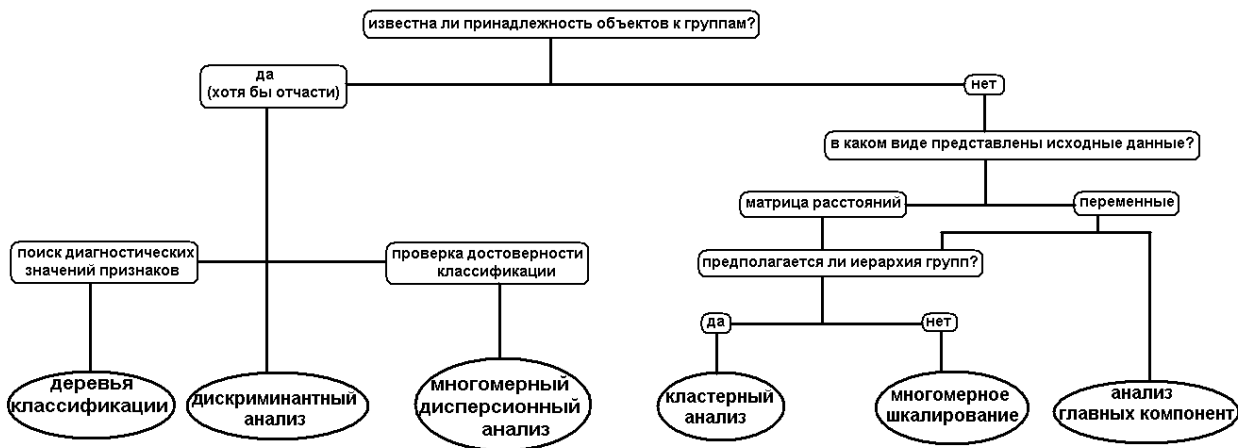 известна ли принадлежность объектов к группам?
да
(хотя бы отчасти)
нет
в каком виде представлены исходные данные?
матрица расстояний
переменные
поиск диагностических
значений признаков
проверка достоверности
классификации
предполагается ли иерархия групп?
да
нет
деревья
классификации
дискриминантный
анализ
многомерный
дисперсионный
анализ
кластерный
анализ
многомерное
шкалирование
анализ
главных компонент